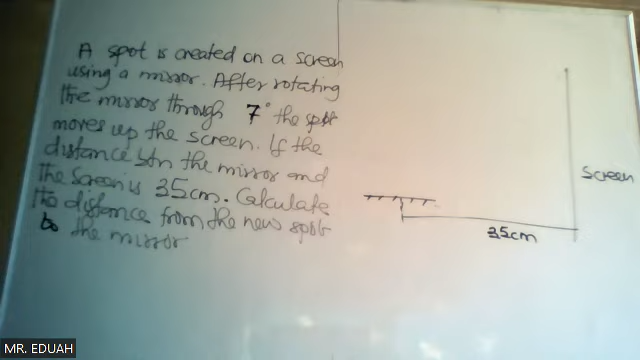 A spot is created on a screen
using a mirror. After rotating
the mirror through 7° the spot
moves up the screen. If the
distance btn the mirror and
the screen is 35cm. Calculate
the distance from the new spot
to the mirror
screen
35cm
MR. EDUAH